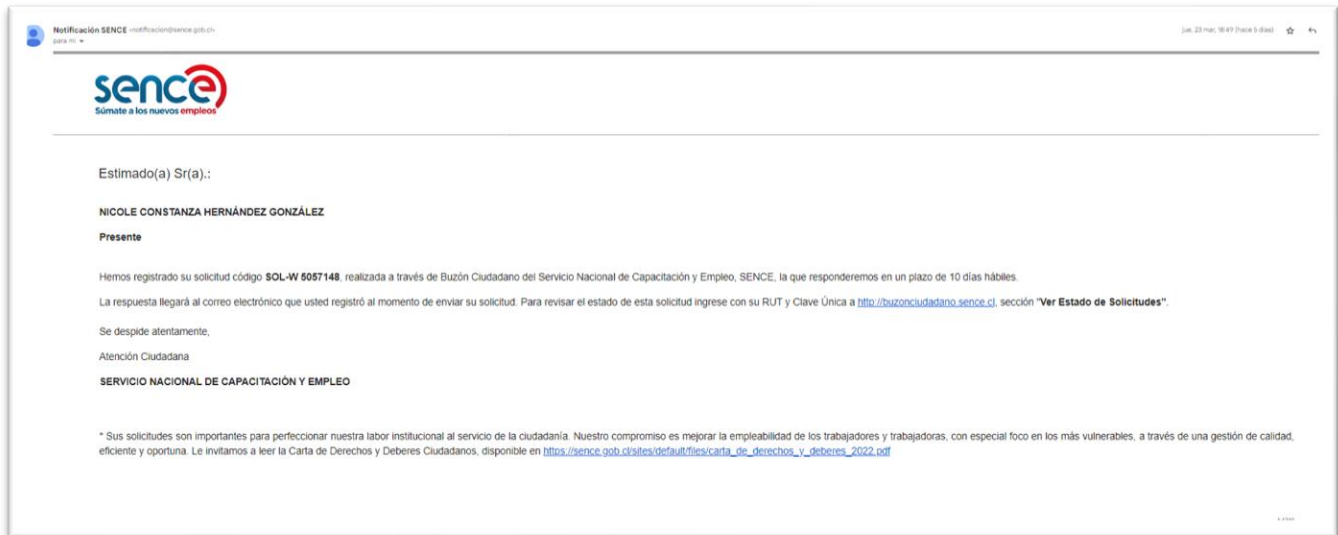 Notificación SENCE <notificacion@sence.gob.cl>
para mí
jue, 23 mar, 18:49 (hace 5 días)
sence
Súmate a los nuevos empleos
Estimado(a) Sr(a).:
NICOLE CONSTANZA HERNÁNDEZ GONZÁLEZ
Presente
Hemos registrado su solicitud código SOL-W 5057148, realizada a través de Buzón Ciudadano del Servicio Nacional de Capacitación y Empleo, SENCE, la que responderemos en un plazo de 10 días hábiles.
La respuesta llegará al correo electrónico que usted registró al momento de enviar su solicitud. Para revisar el estado de esta solicitud ingrese con su RUT y Clave Única a http://buzonciudadano.sence.cl, sección "Ver Estado de Solicitudes".
Se despide atentamente,
Atención Ciudadana
SERVICIO NACIONAL DE CAPACITACIÓN Y EMPLEO
* Sus solicitudes son importantes para perfeccionar nuestra labor institucional al servicio de la ciudadanía. Nuestro compromiso es mejorar la empleabilidad de los trabajadores y trabajadoras, con especial foco en los más vulnerables, a través de una gestión de calidad,
eficiente y oportuna. Le invitamos a leer la Carta de Derechos y Deberes Ciudadanos, disponible en https://sence.gob.cl/sites/default/files/carta_de_derechos_y_deberes_2022.pdf